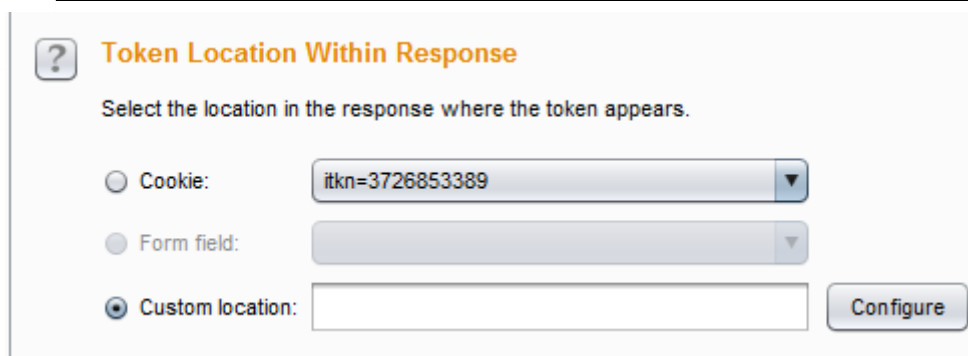 ?
Token Location Within Response
Select the location in the response where the token appears.
Cookie: itkn=3726853389
Form field:
Custom location: Configure